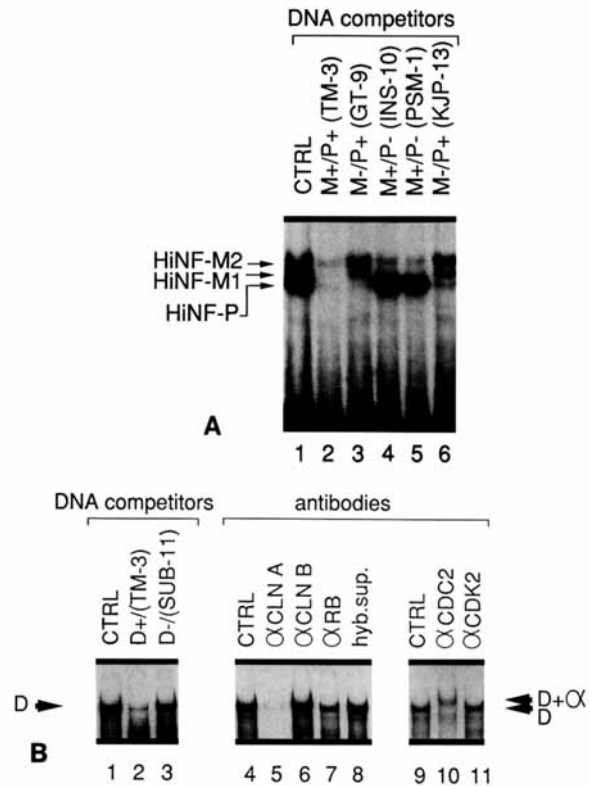 DNA competitors
CTRL
M+/P+ (TM-3)
M-/P+ (GT-9)
M+/P- (INS-10)
M+/P- (PSM-1)
M-/P+ (KJP-13)
HiNF-M2
HiNF-M1
HiNF-P
A
1 2 3 4 5 6
DNA competitors
antibodies
CTRL
D+/(TM-3)
D-/(SUB-11)
CTRL
αCLN A
αCLN B
αRB
hyb.sup.
CTRL
αCDC2
αCDK2
D
D+α
D
B
1 2 3 4 5 6 7 8 9 10 11